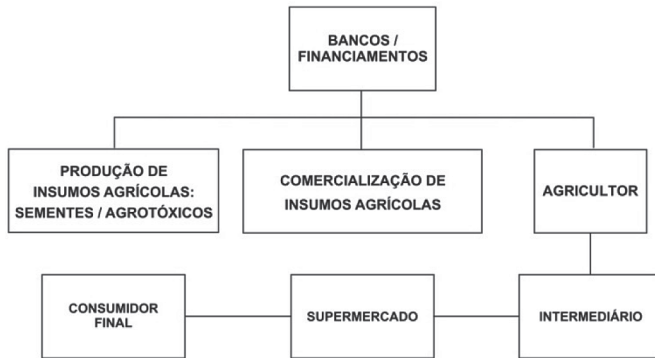 BANCOS /
FINANCIAMENTOS
PRODUÇÃO DE
INSUMOS AGRÍCOLAS:
SEMENTES / AGROTÓXICOS
COMERCIALIZAÇÃO DE
INSUMOS AGRÍCOLAS
AGRICULTOR
CONSUMIDOR
FINAL
SUPERMERCADO
INTERMEDIÁRIO